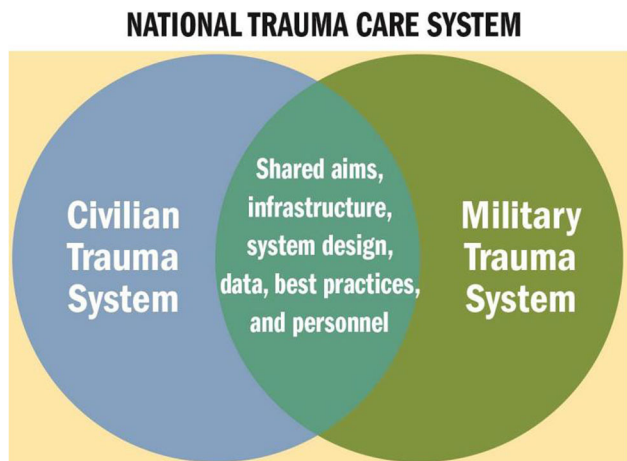 NATIONAL TRAUMA CARE SYSTEM
Civilian
Trauma
System
Shared aims,
infrastructure,
system design,
data, best practices,
and personnel
Military
Trauma
System